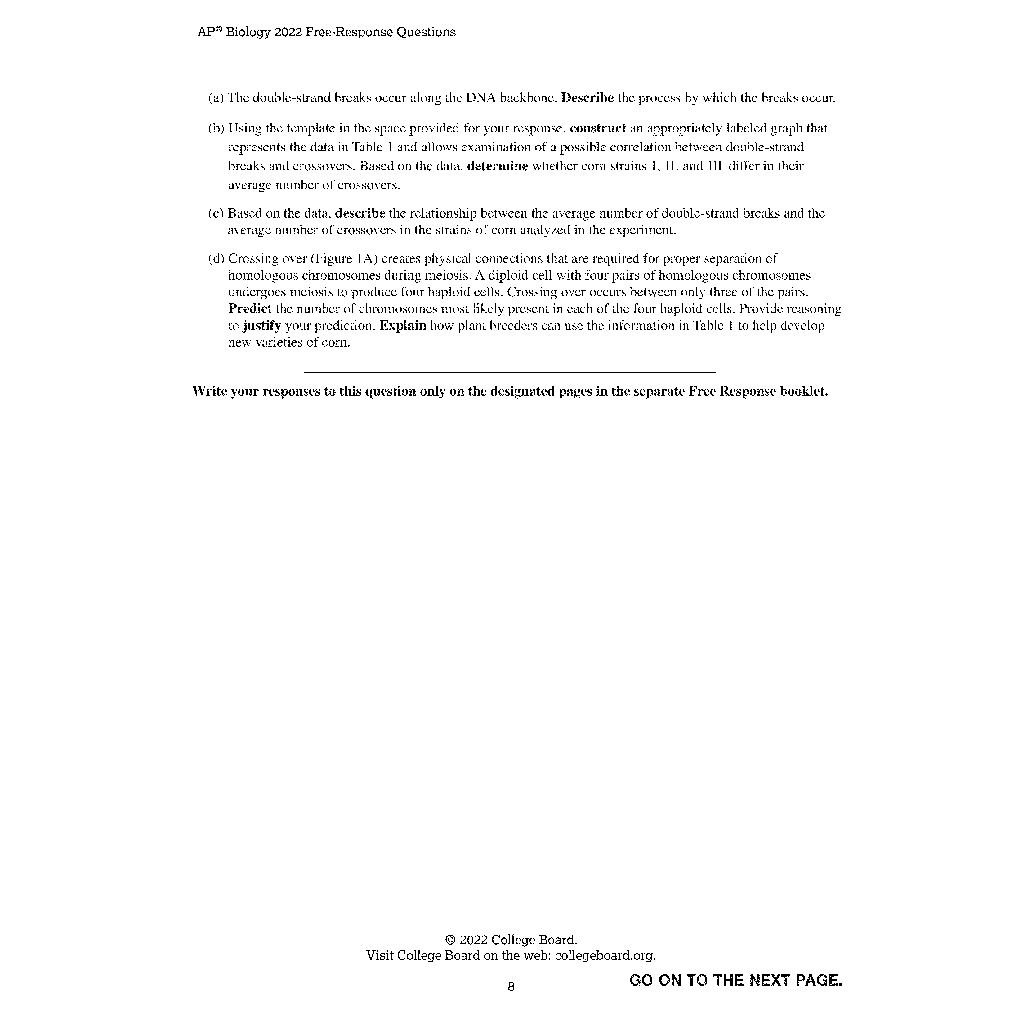 AP® Biology 2022 Free-Response Questions
(a) The double-strand breaks occur along the DNA backbone. Describe the process by which the breaks occur.
(b) Using the template in the space provided for your response, construct an appropriately labeled graph that
represents the data in Table 1 and allows examination of a possible correlation between double-strand
breaks and crossovers. Based on the data, determine whether corn strains I, II, and III differ in their
average number of crossovers.
(c) Based on the data, describe the relationship between the average number of double-strand breaks and the
average number of crossovers in the strains of corn analyzed in the experiment.
(d) Crossing over (Figure 1A) creates physical connections that are required for proper separation of
homologous chromosomes during meiosis. A diploid cell with four pairs of homologous chromosomes
undergoes meiosis to produce four haploid cells. Crossing over occurs between only three of the pairs.
Predict the number of chromosomes most likely present in each of the four haploid cells. Provide reasoning
to justify your prediction. Explain how plant breeders can use the information in Table 1 to help develop
new varieties of corn.
Write your responses to this question only on the designated pages in the separate Free Response booklet.
© 2022 College Board.
Visit College Board on the web: collegeboard.org.
8
GO ON TO THE NEXT PAGE.